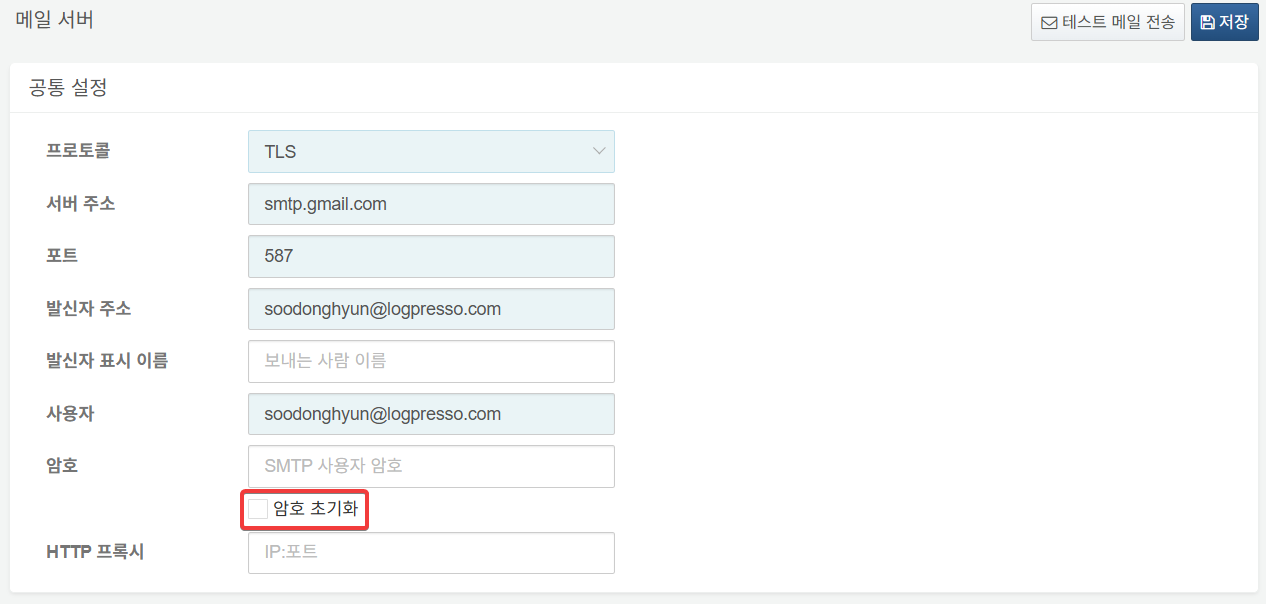 메일 서버
테스트 메일 전송
저장
공통 설정
프로토콜 TLS
서버 주소 smtp.gmail.com
포트 587
발신자 주소 soodonghyun@logpresso.com
발신자 표시 이름 보내는 사람 이름
사용자 soodonghyun@logpresso.com
암호 SMTP 사용자 암호
암호 초기화
HTTP 프록시 IP:포트